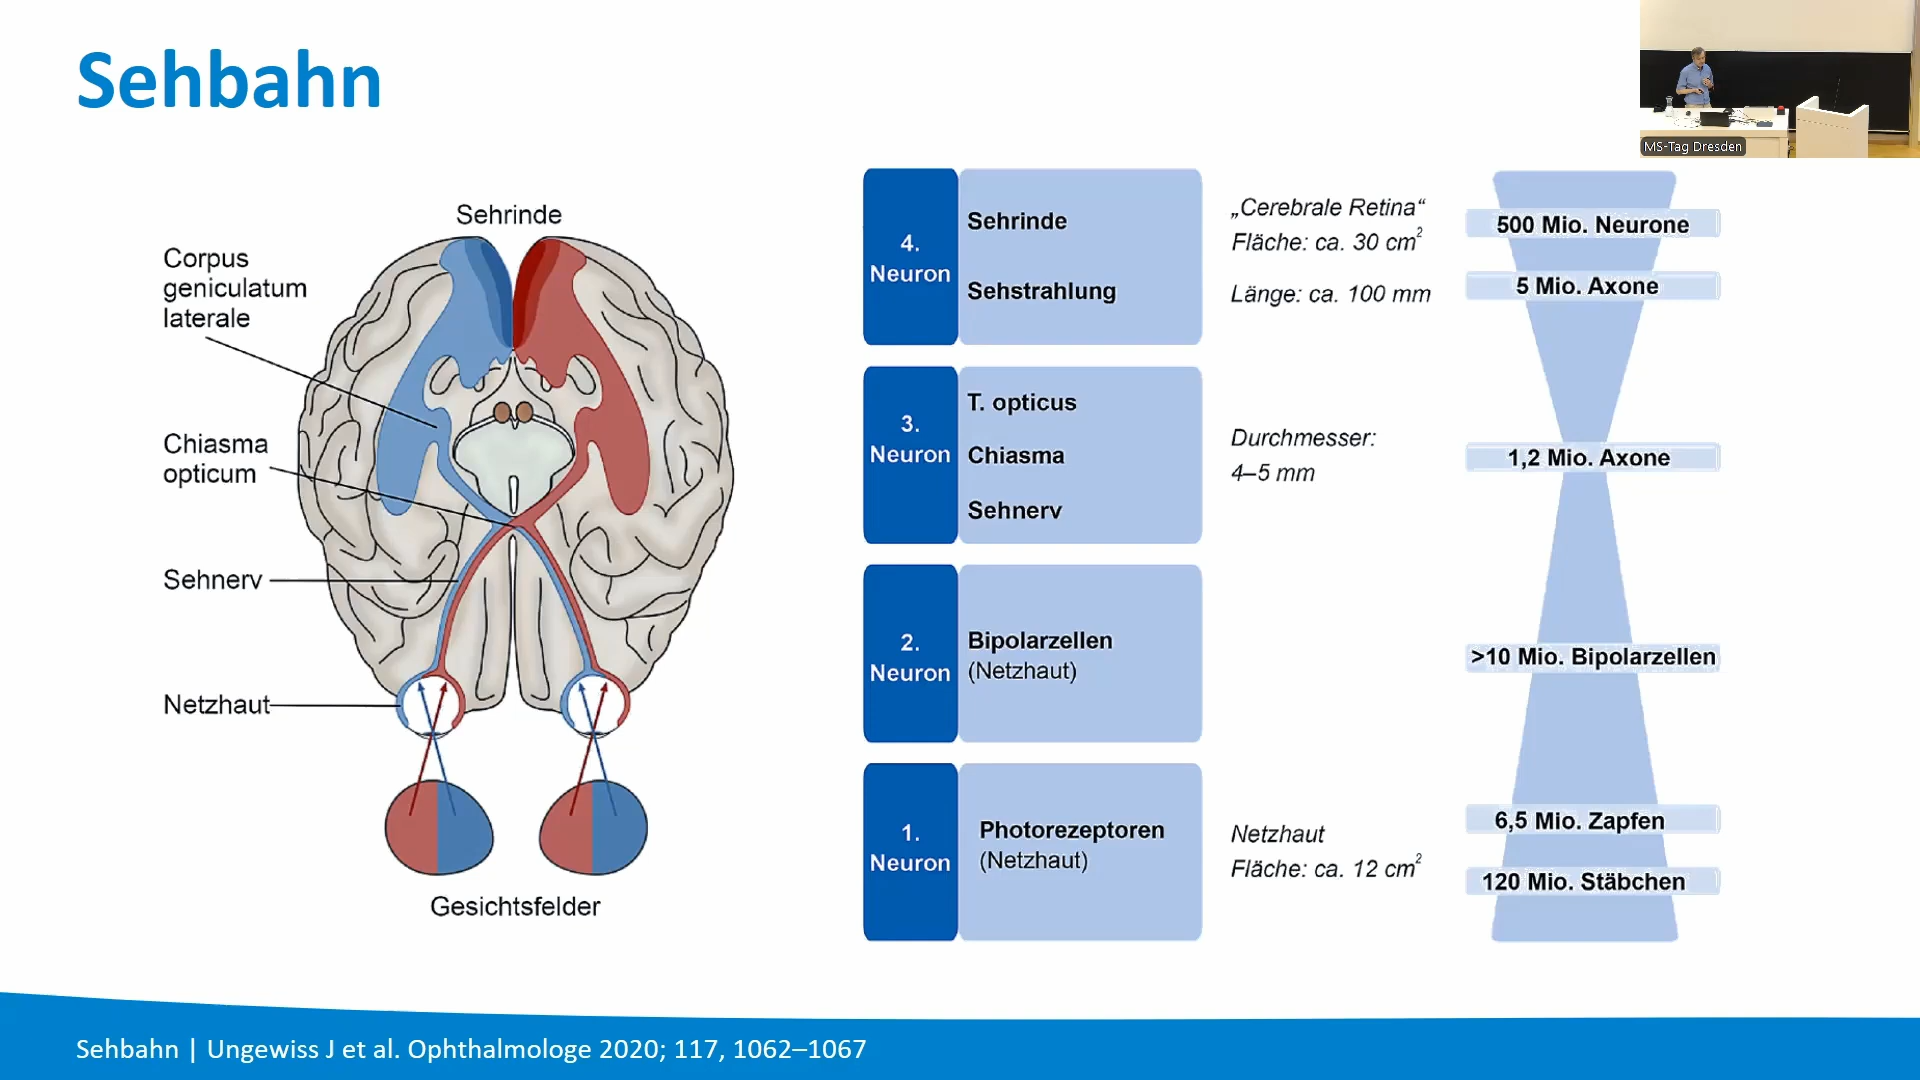 Sehbahn
MS-Tag Dresden
Sehrinde
Corpus
geniculatum
laterale
Chiasma
opticum
Sehnerv
Netzhaut
Gesichtsfelder
4.
Neuron
Sehrinde
Sehstrahlung
„Cerebrale Retina“
Fläche: ca. 30 cm²
Länge: ca. 100 mm
500 Mio. Neurone
5 Mio. Axone
3.
Neuron
T. opticus
Chiasma
Sehnerv
Durchmesser:
4–5 mm
1,2 Mio. Axone
2.
Neuron
Bipolarzellen
(Netzhaut)
>10 Mio. Bipolarzellen
1.
Neuron
Photorezeptoren
(Netzhaut)
Netzhaut
Fläche: ca. 12 cm²
6,5 Mio. Zapfen
120 Mio. Stäbchen
Sehbahn | Ungewiss J et al. Ophthalmologe 2020; 117, 1062–1067